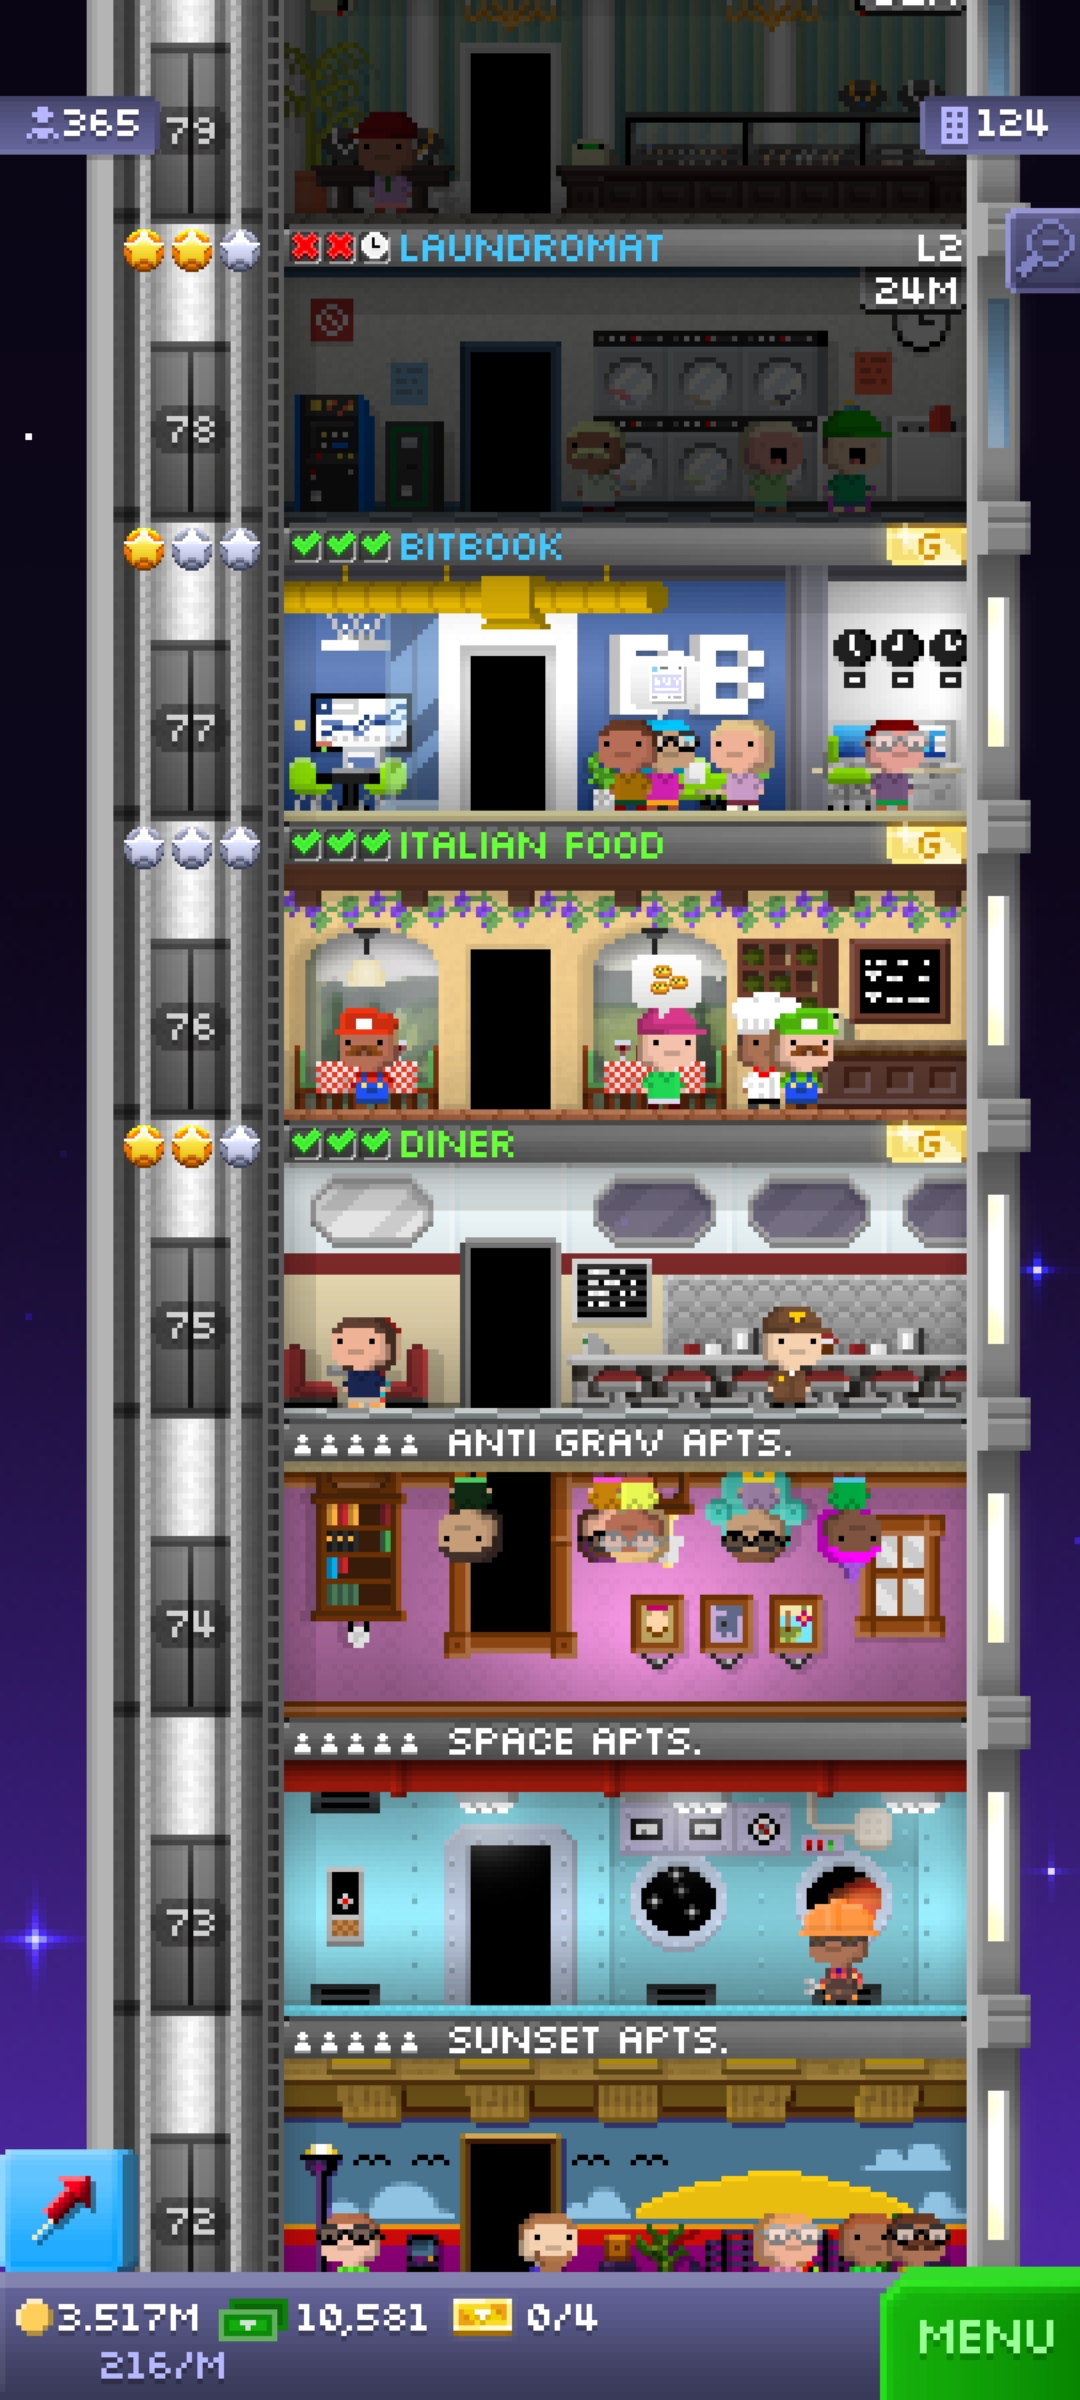 365
79
124
LAUNDROMAT
L2
24M
78
BITBOOK
G
B
77
ITALIAN FOOD
G
76
DINER
G
75
ANTI GRAV APTS.
74
SPACE APTS.
73
SUNSET APTS.
72
3.517M
10,581
0/4
MENU
216/M